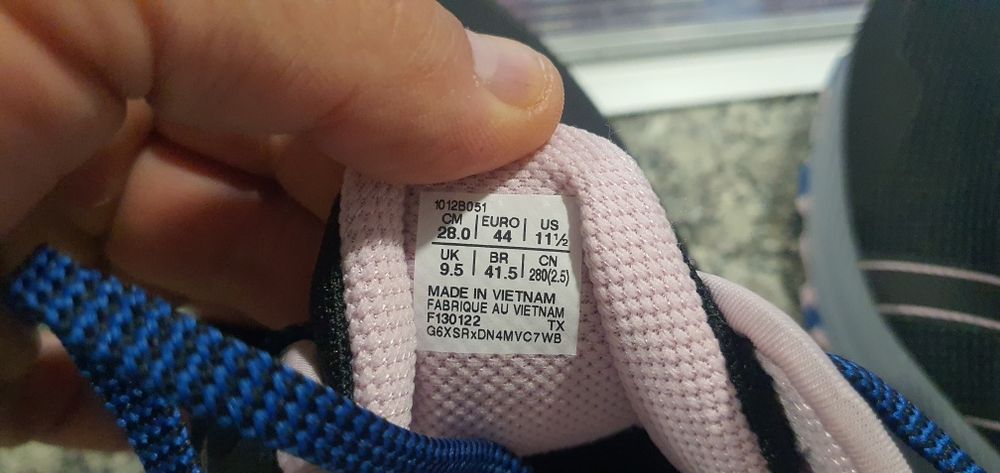 1012B051
CM EURO US
28.0 44 11½
UK BR CN
9.5 41.5 280(2.5)
MADE IN VIETNAM
FABRIQUE AU VIETNAM
F130122 TX
G6XSRxDN4MVC7WB